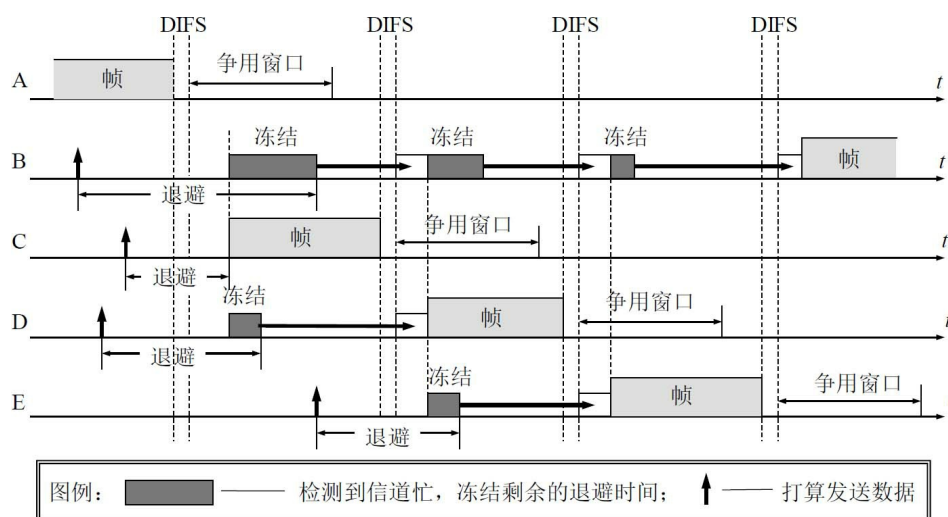 DIFS DIFS DIFS DIFS
A 帧 争用窗口 t
冻结 冻结 冻结
B 帧 t
退避
C 帧 争用窗口 t
退避
冻结
D 帧 争用窗口 t
退避
冻结
E 帧 争用窗口
退避
图例： 检测到信道忙，冻结剩余的退避时间； 打算发送数据